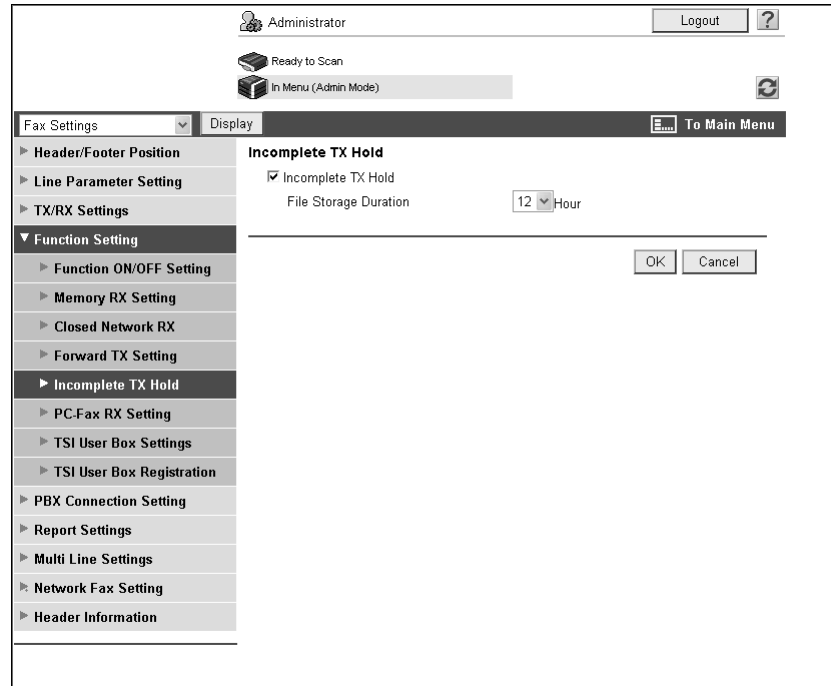 Administrator
Logout
?
Ready to Scan
In Menu (Admin Mode)
Fax Settings
Display
To Main Menu
Header/Footer Position
Line Parameter Setting
TX/RX Settings
Function Setting
Function ON/OFF Setting
Memory RX Setting
Closed Network RX
Forward TX Setting
Incomplete TX Hold
PC-Fax RX Setting
TSI User Box Settings
TSI User Box Registration
PBX Connection Setting
Report Settings
Multi Line Settings
Network Fax Setting
Header Information
Incomplete TX Hold
Incomplete TX Hold
File Storage Duration 12 Hour
OK Cancel